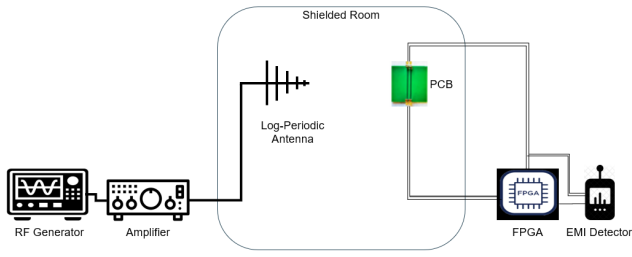 Shielded Room
PCB
Log-Periodic
Antenna
FPGA
RF Generator
Amplifier
FPGA
EMI Detector